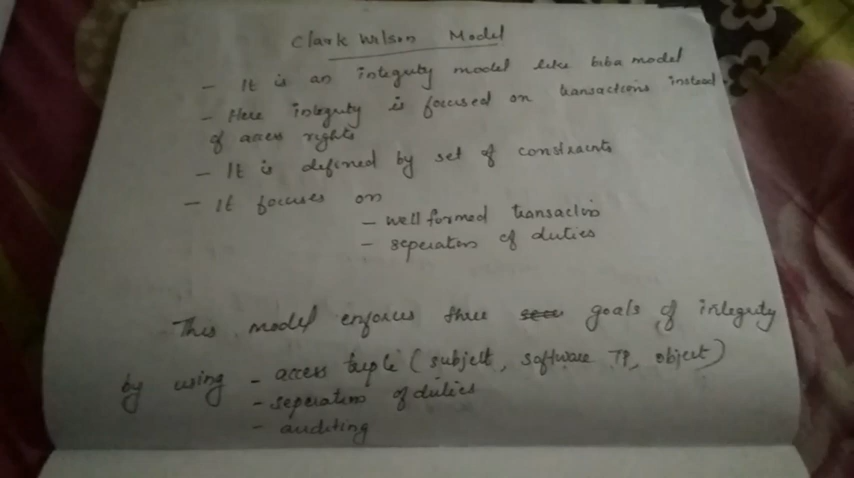 Clark Wilson Model
- It is an integrity model like biba model
- Here integrity is focused on transactions instead
of access rights
- It is defined by set of constraints
- It focuses on
- well formed transaction
- seperation of duties
This model enforces three goals of integrity
by using - access triple (subject, software TP, object)
- seperation of duties
- auditing